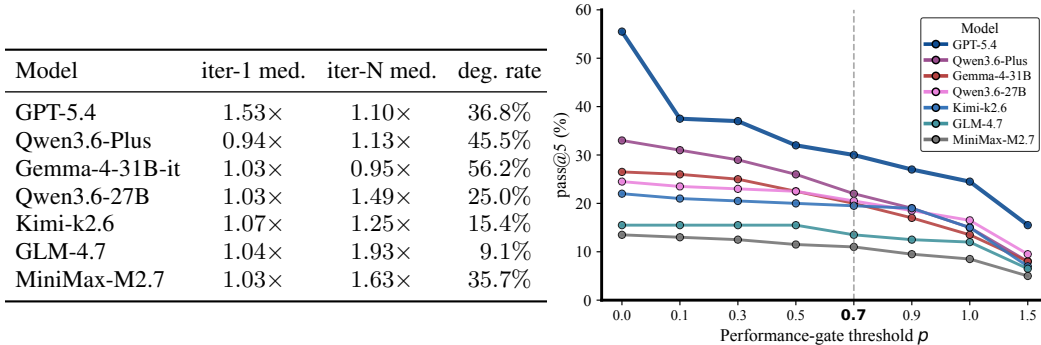 Model iter-1 med. iter-N med. deg. rate
GPT-5.4 1.53× 1.10× 36.8%
Qwen3.6-Plus 0.94× 1.13× 45.5%
Gemma-4-31B-it 1.03× 0.95× 56.2%
Qwen3.6-27B 1.03× 1.49× 25.0%
Kimi-k2.6 1.07× 1.25× 15.4%
GLM-4.7 1.04× 1.93× 9.1%
MiniMax-M2.7 1.03× 1.63× 35.7%
pass@5 (%)
60
50
40
30
20
10
0
Model
GPT-5.4
Qwen3.6-Plus
Gemma-4-31B
Qwen3.6-27B
Kimi-k2.6
GLM-4.7
MiniMax-M2.7
0.0 0.1 0.3 0.5 0.7 0.9 1.0 1.5
Performance-gate threshold p